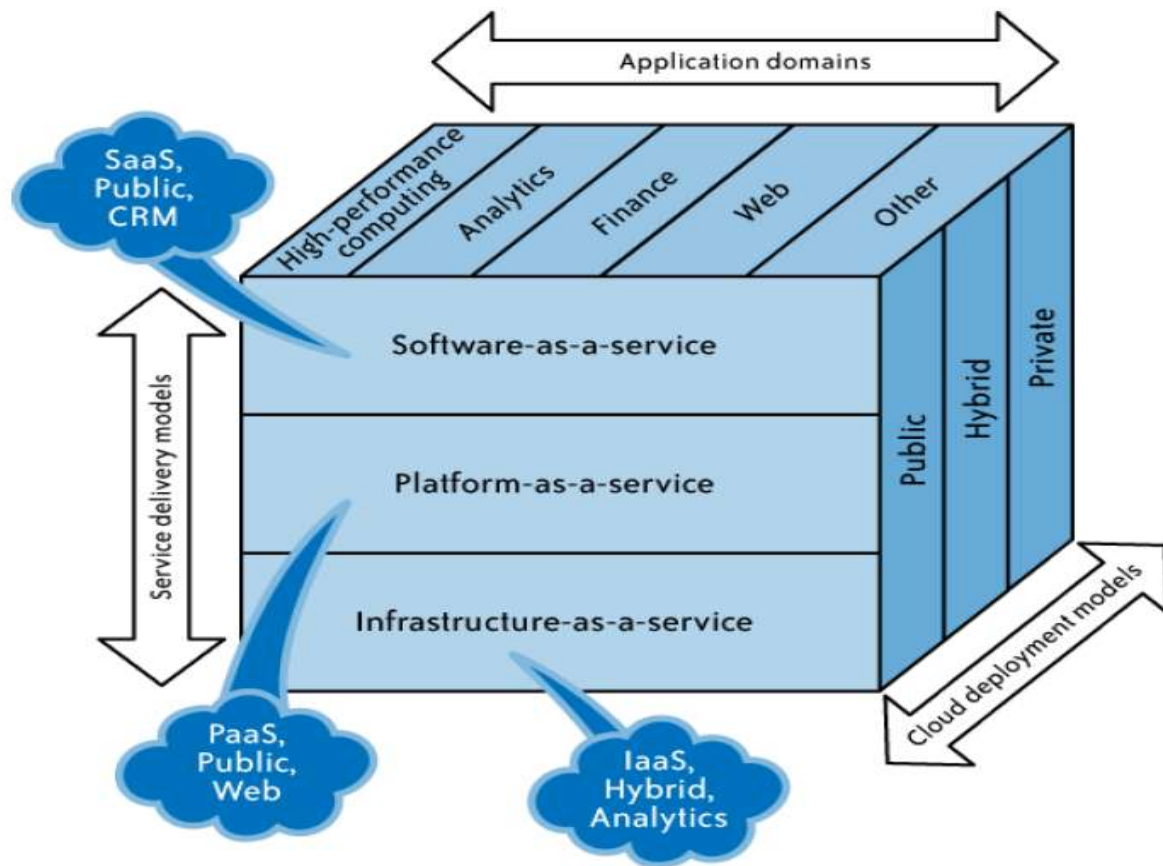 Application domains
SaaS,
Public,
CRM
High-performance
computing
Analytics
Finance
Web
Other
Service delivery models
Software-as-a-service
Platform-as-a-service
Infrastructure-as-a-service
Public
Hybrid
Private
Cloud deployment models
PaaS,
Public,
Web
IaaS,
Hybrid,
Analytics